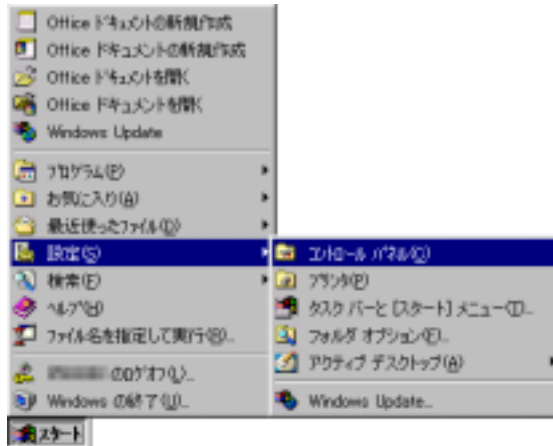 Office ドキュメントの新規作成
Office ドキュメントの新規作成
Office ドキュメントを開く
Office ドキュメントを開く
Windows Update
プログラム(P)
お気に入り(A)
最近使ったファイル(D)
設定(S)
検索(F)
ヘルプ(H)
ファイル名を指定して実行(R)...
のログオフ(L)...
Windows の終了(U)...
スタート
コントロール パネル(C)
プリンタ(P)
タスク バーと [スタート] メニュー(T)...
フォルダ オプション(F)...
アクティブ デスクトップ(A)
Windows Update...